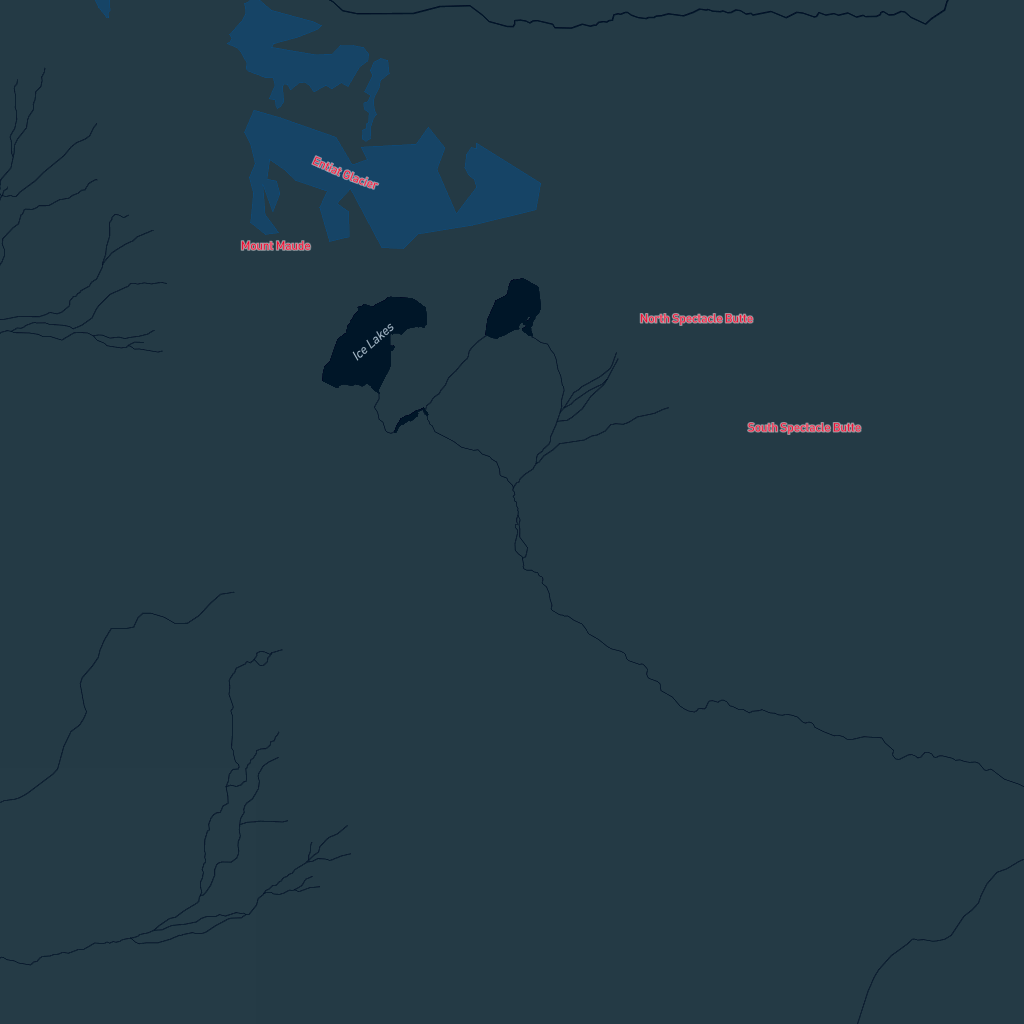 Entiat Glacier
Mount Maude
North Spectacle Butte
Ice Lakes
South Spectacle Butte